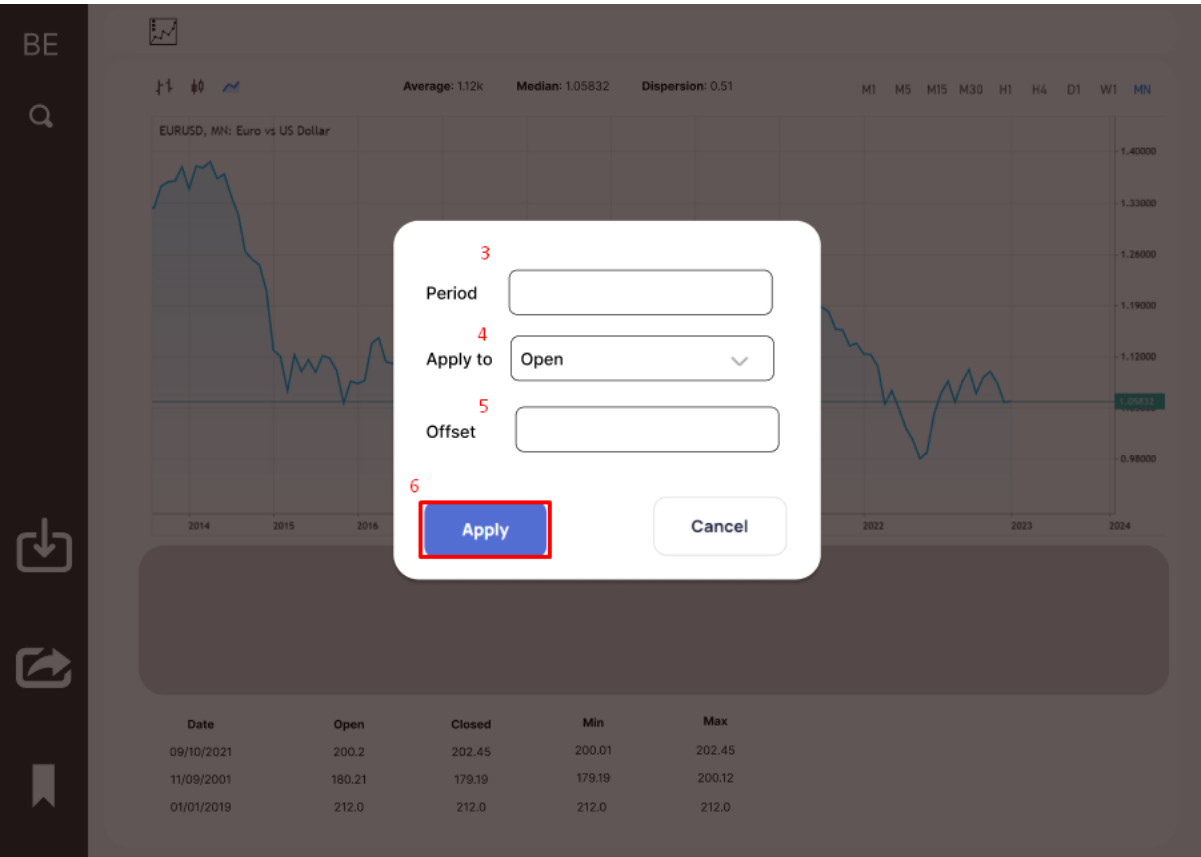 BE
Average: 1.12k Median: 1.05832 Dispersion: 0.51
M1 M5 M15 M30 H1 H4 D1 W1 MN
EURUSD, MN: Euro vs US Dollar
1.40000
1.33000
1.26000
1.19000
1.12000
1.05832
0.98000
3
Period
4
Apply to Open
5
Offset
6
Apply Cancel
2014 2015 2016 2022 2023 2024
Date Open Closed Min Max
09/10/2021 200.2 202.45 200.01 202.45
11/09/2001 180.21 179.19 179.19 200.12
01/01/2019 212.0 212.0 212.0 212.0